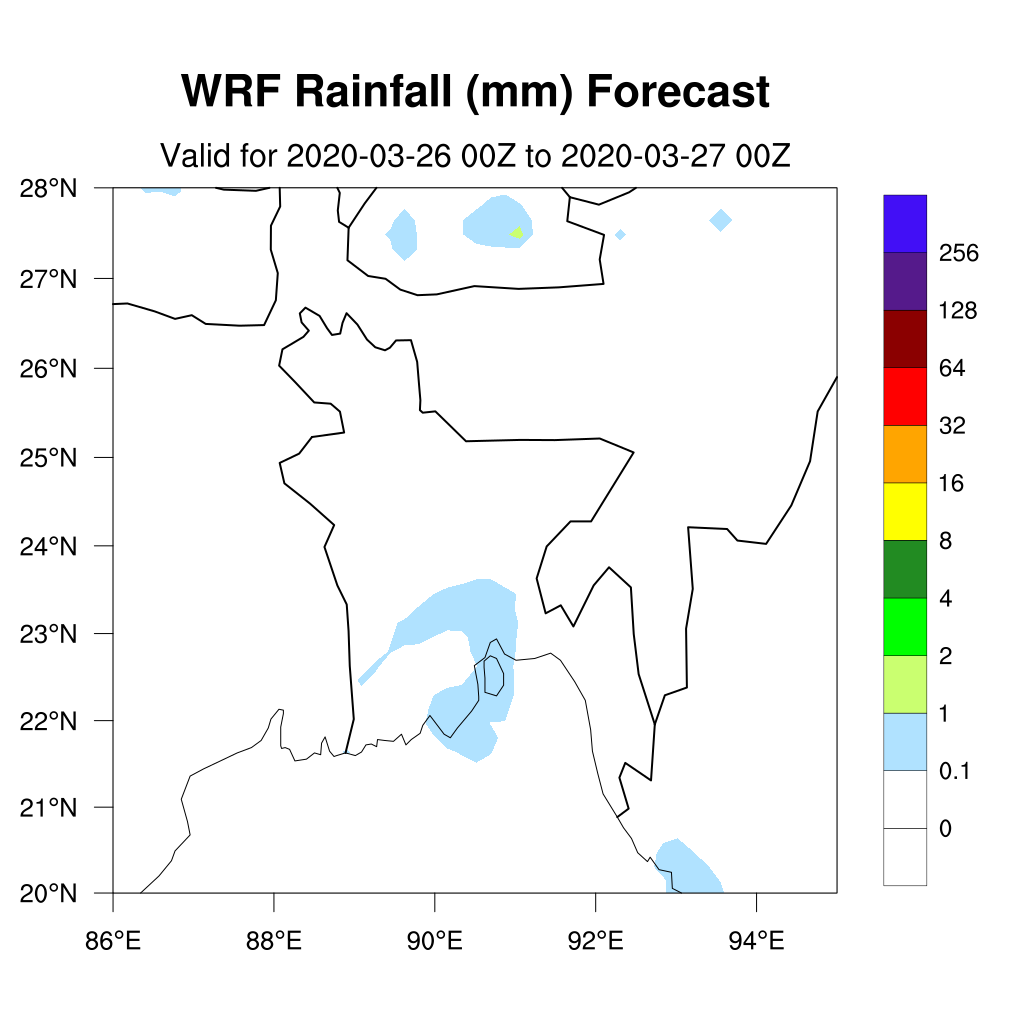 WRF Rainfall (mm) Forecast
Valid for 2020-03-26 00Z to 2020-03-27 00Z
28°N
27°N
26°N
25°N
24°N
23°N
22°N
21°N
20°N
86°E 88°E 90°E 92°E 94°E
256
128
64
32
16
8
4
2
1
0.1
0